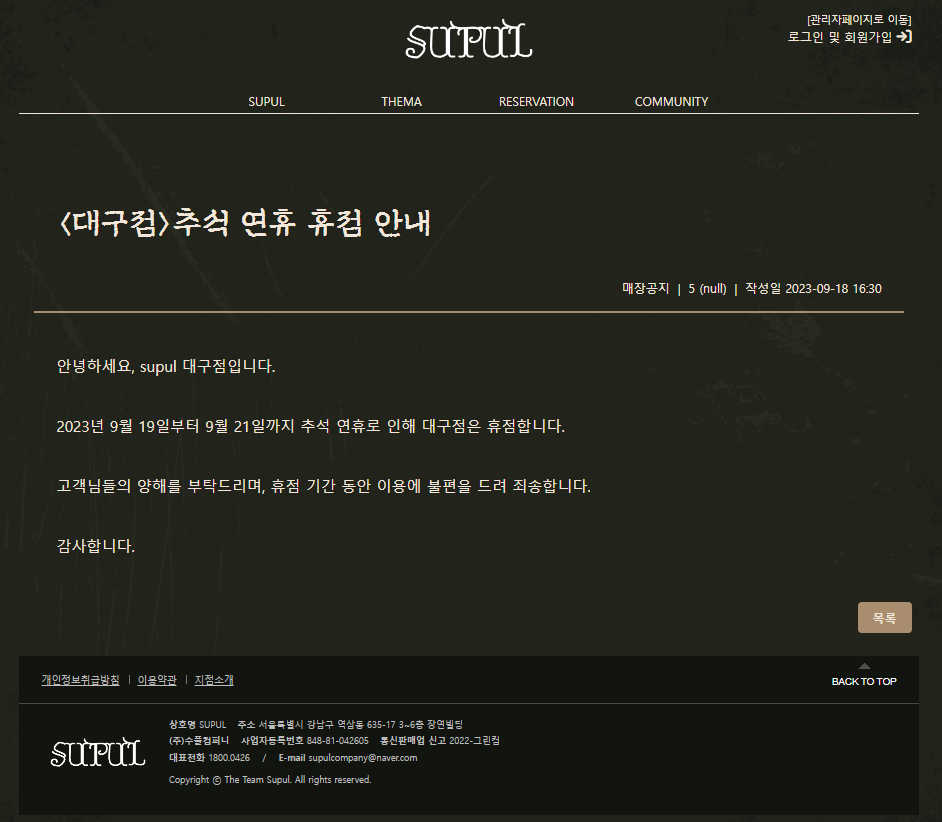 [관리자페이지로 이동]
SUPUL
로그인 및 회원가입
SUPUL THEMA RESERVATION COMMUNITY
<대구점>추석 연휴 휴점 안내
매장공지 | 5 (null) | 작성일 2023-09-18 16:30
안녕하세요, supul 대구점입니다.
2023년 9월 19일부터 9월 21일까지 추석 연휴로 인해 대구점은 휴점합니다.
고객님들의 양해를 부탁드리며, 휴점 기간 동안 이용에 불편을 드려 죄송합니다.
감사합니다.
목록
개인정보취급방침 | 이용약관 | 지점소개
BACK TO TOP
SUPUL
상호명 SUPUL 주소 서울특별시 강남구 역삼동 635-17 3~6층 장연빌딩
(주)수풀컴퍼니 사업자등록번호 848-81-042605 통신판매업 신고 2022-그린컴
대표전화 1800.0426 / E-mail supulcompany@naver.com
Copyright ⓒ The Team Supul. All rights reserved.